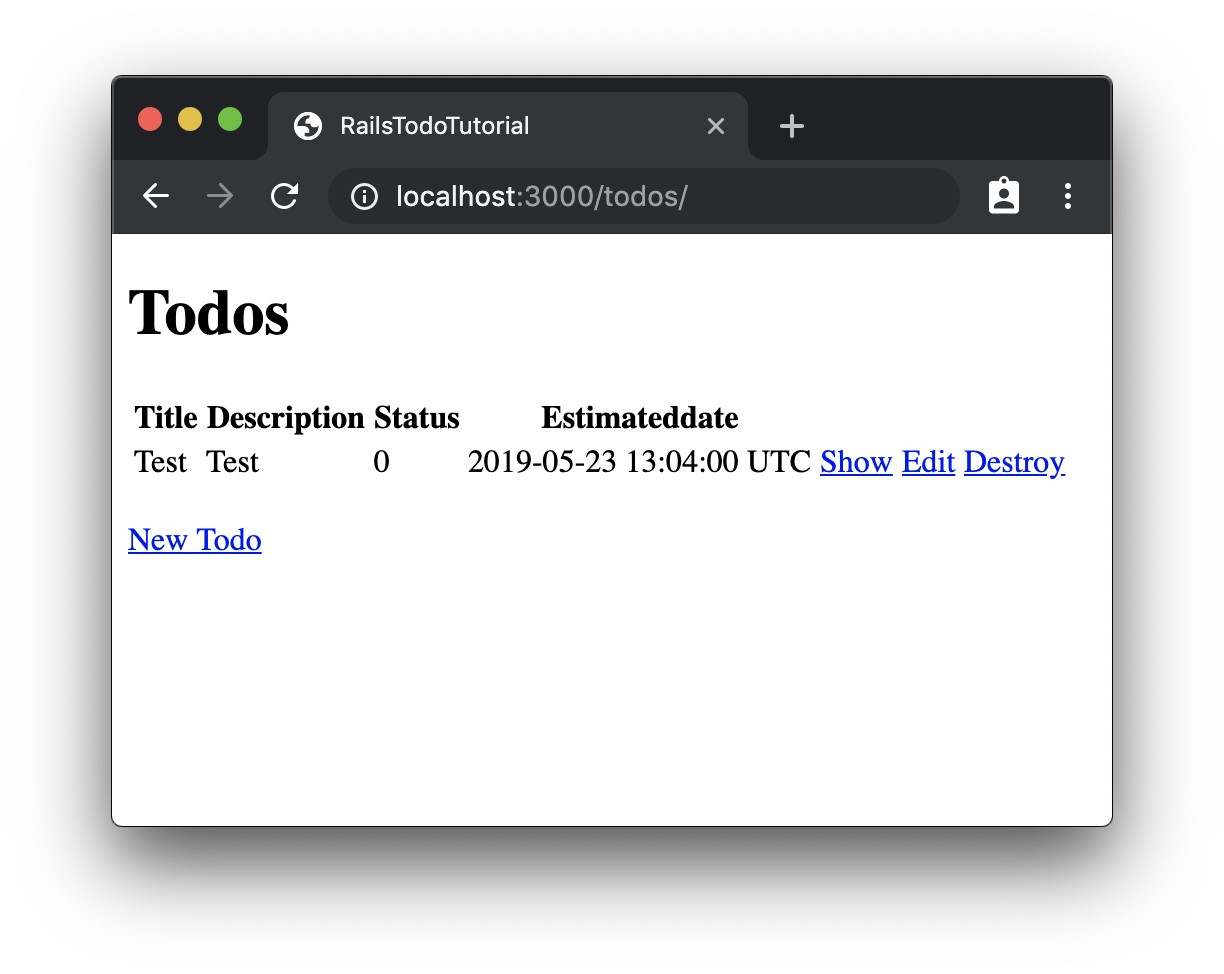 RailsTodoTutorial
localhost:3000/todos/
Todos
Title Description Status Estimateddate
Test Test 0 2019-05-23 13:04:00 UTC Show Edit Destroy
New Todo